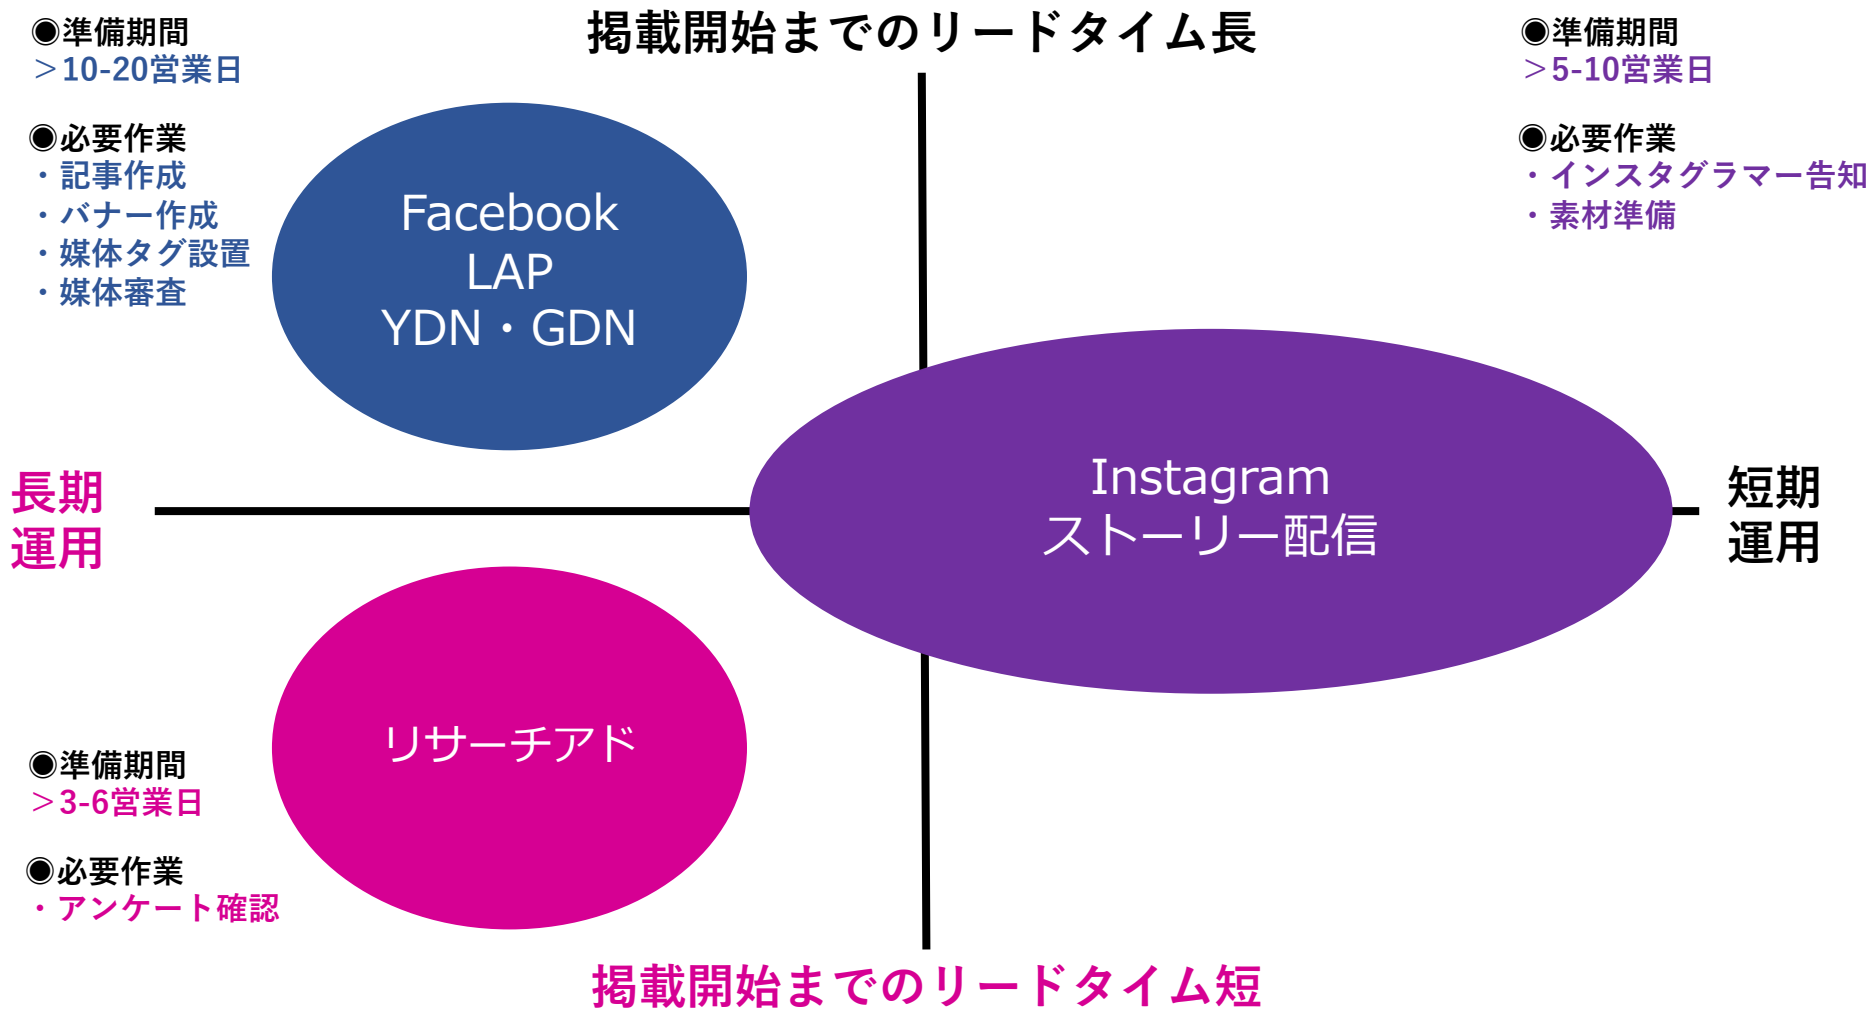 掲載開始までのリードタイム長
◉準備期間
＞10-20営業日
◉必要作業
・記事作成
・バナー作成
・媒体タグ設置
・媒体審査
Facebook
LAP
YDN・GDN
◉準備期間
＞5-10営業日
◉必要作業
・インスタグラマー告知
・素材準備
長期
運用
Instagram
ストーリー配信
短期
運用
リサーチアド
◉準備期間
＞3-6営業日
◉必要作業
・アンケート確認
掲載開始までのリードタイム短